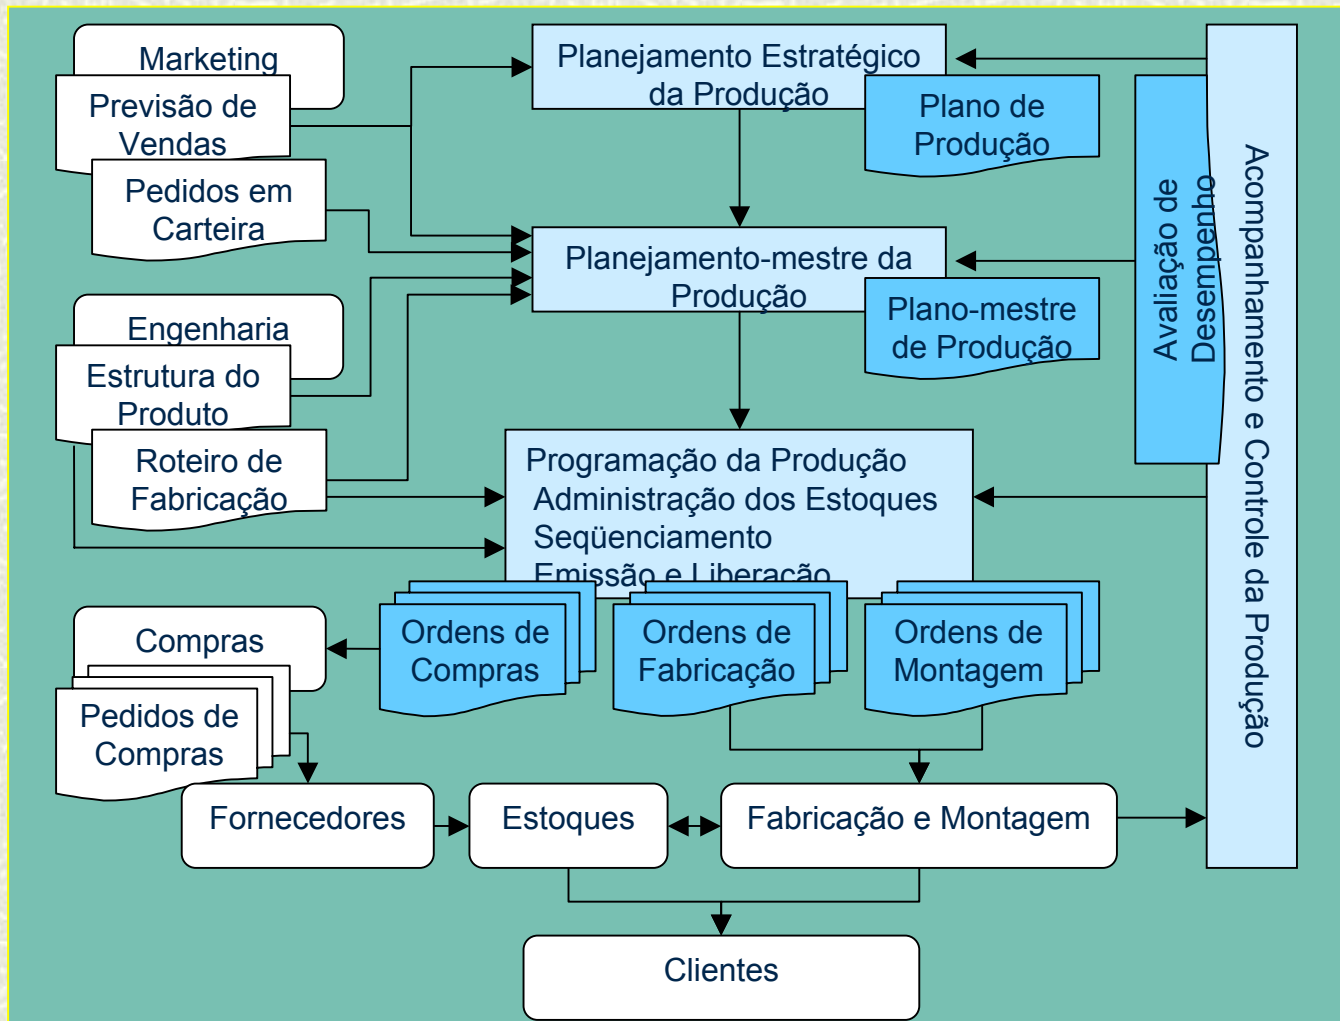 Marketing
Previsão de
Vendas
Pedidos em
Carteira
Planejamento Estratégico
da Produção
Plano de
Produção
Planejamento-mestre da
Produção
Plano-mestre
de Produção
Avaliação de
Desempenho
Acompanhamento e Controle da Produção
Engenharia
Estrutura do
Produto
Roteiro de
Fabricação
Programação da Produção
Administração dos Estoques
Seqüenciamento
Emissão e Liberação
Compras
Pedidos de
Compras
Ordens de
Compras
Ordens de
Fabricação
Ordens de
Montagem
Fornecedores
Estoques
Fabricação e Montagem
Clientes